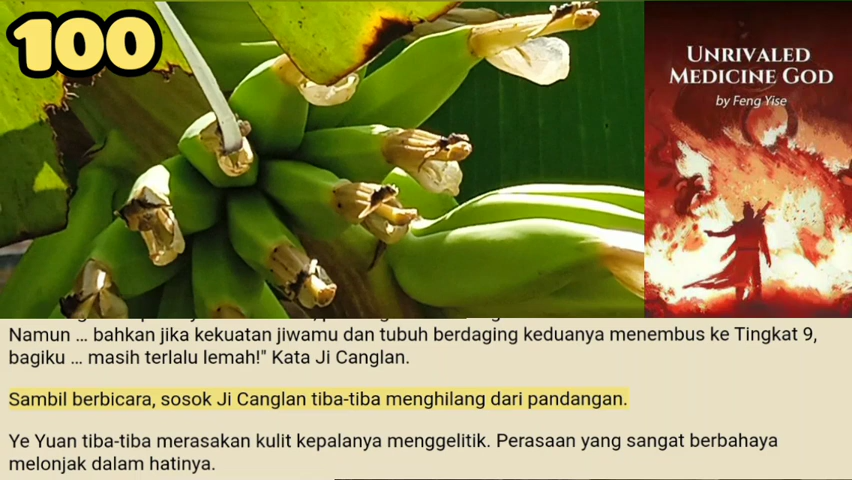 100
UNRIVALED
MEDICINE GOD
by Feng Yise
Namun ... bahkan jika kekuatan jiwamu dan tubuh berdaging keduanya menembus ke Tingkat 9,
bagiku ... masih terlalu lemah!" Kata Ji Canglan.
Sambil berbicara, sosok Ji Canglan tiba-tiba menghilang dari pandangan.
Ye Yuan tiba-tiba merasakan kulit kepalanya menggelitik. Perasaan yang sangat berbahaya
melonjak dalam hatinya.